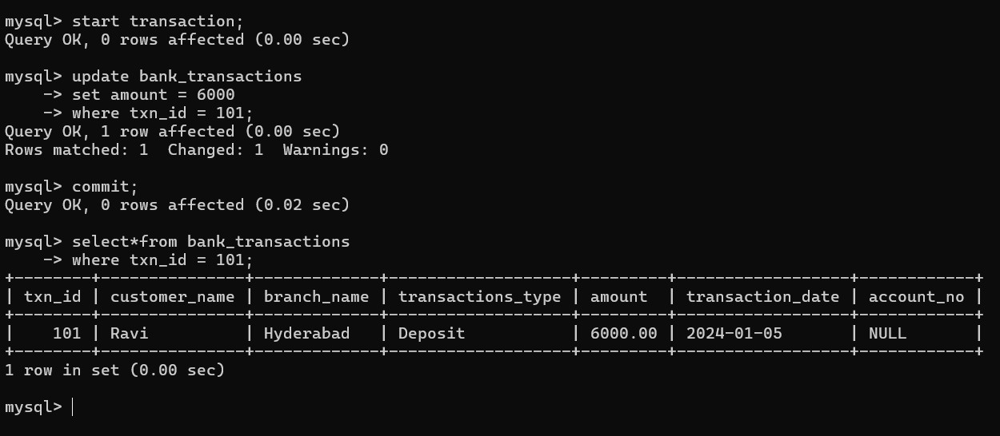 mysql> start transaction;
Query OK, 0 rows affected (0.00 sec)
mysql> update bank_transactions
    -> set amount = 6000
    -> where txn_id = 101;
Query OK, 1 row affected (0.00 sec)
Rows matched: 1  Changed: 1  Warnings: 0
mysql> commit;
Query OK, 0 rows affected (0.02 sec)
mysql> select*from bank_transactions
    -> where txn_id = 101;
+--------+---------------+-------------+-------------------+---------+------------------+------------+
| txn_id | customer_name | branch_name | transactions_type | amount  | transaction_date | account_no |
+--------+---------------+-------------+-------------------+---------+------------------+------------+
|    101 | Ravi          | Hyderabad   | Deposit           | 6000.00 | 2024-01-05       | NULL       |
+--------+---------------+-------------+-------------------+---------+------------------+------------+
1 row in set (0.00 sec)
mysql>